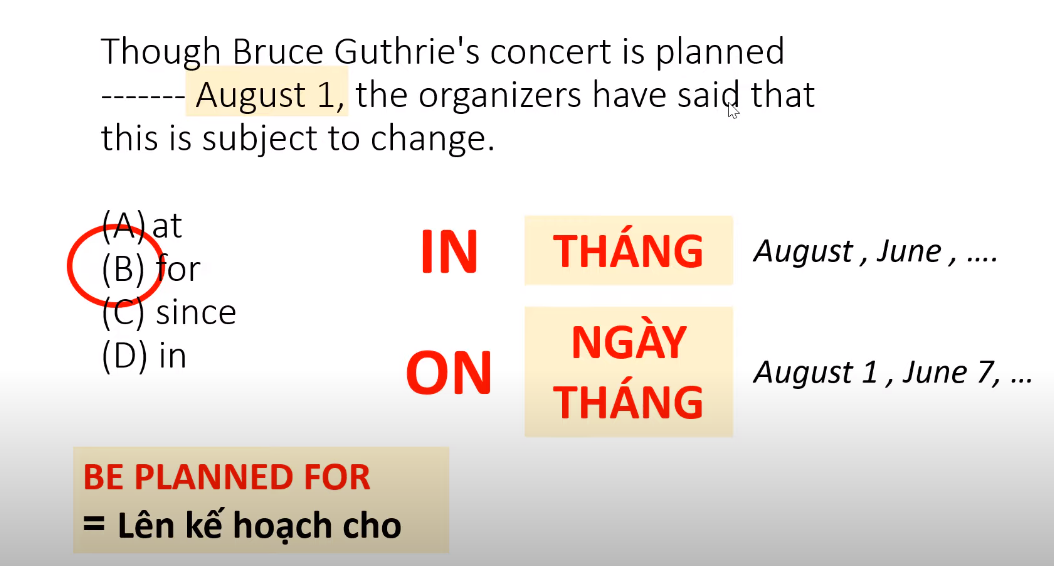 Though Bruce Guthrie's concert is planned
------- August 1, the organizers have said that
this is subject to change.
(A) at
(B) for
(C) since
(D) in
IN THÁNG August , June , ....
ON NGÀY
THÁNG August 1 , June 7, ...
BE PLANNED FOR
= Lên kế hoạch cho